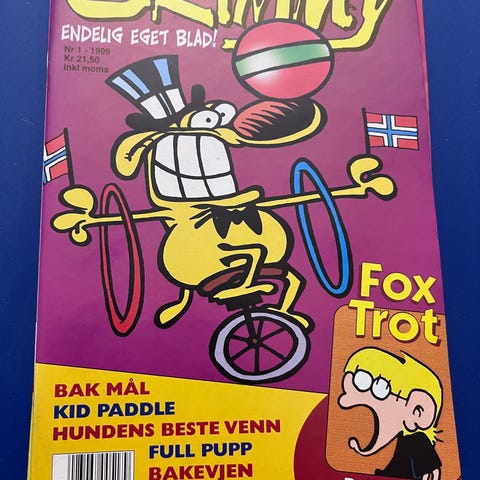 ENDELIG EGET BLAD!
Nr 1 - 1999
Kr 21,50
inkl moms
Fox
Trot
BAK MÅL
KID PADDLE
HUNDENS BESTE VENN
FULL PUPP
BAKEVJEN